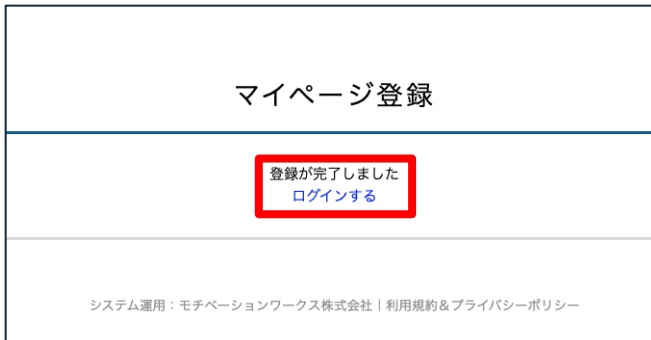 マイページ登録
登録が完了しました
ログインする
システム運用：モチベーションワークス株式会社｜利用規約＆プライバシーポリシー